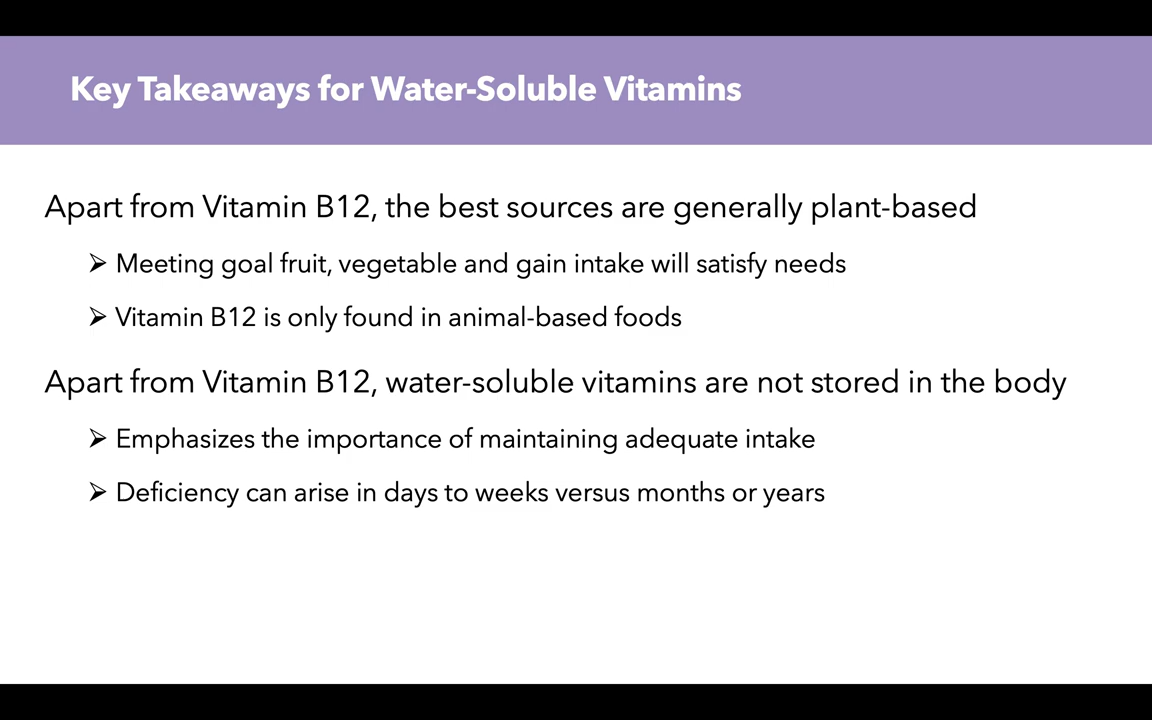 Key Takeaways for Water-Soluble Vitamins
Apart from Vitamin B12, the best sources are generally plant-based
➢ Meeting goal fruit, vegetable and gain intake will satisfy needs
➢ Vitamin B12 is only found in animal-based foods
Apart from Vitamin B12, water-soluble vitamins are not stored in the body
➢ Emphasizes the importance of maintaining adequate intake
➢ Deficiency can arise in days to weeks versus months or years